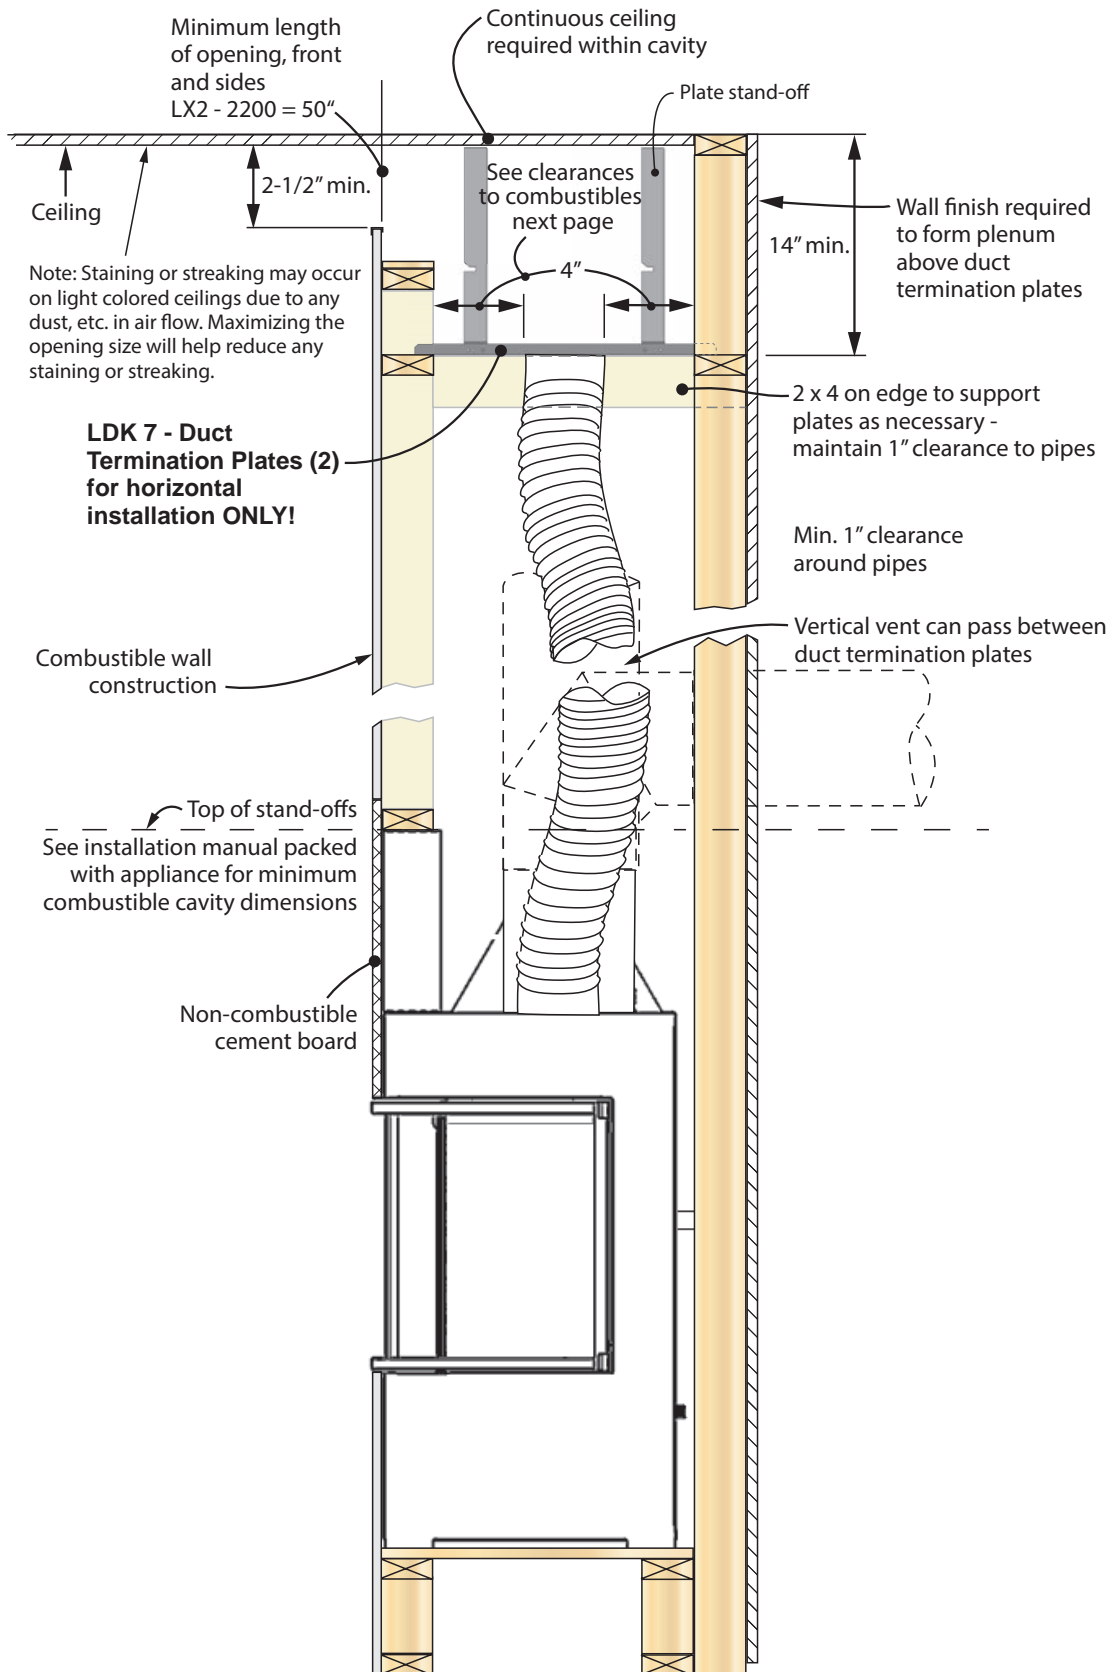 Minimum length
of opening, front
and sides
LX2 - 2200 = 50“
Continuous ceiling
required within cavity
Plate stand-off
2-1/2” min.
See clearances
to combustibles
next page
Ceiling
14” min.
Wall finish required
to form plenum
above duct
termination plates
4”
Note: Staining or streaking may occur
on light colored ceilings due to any
dust, etc. in air flow. Maximizing the
opening size will help reduce any
staining or streaking.
2 x 4 on edge to support
plates as necessary -
maintain 1” clearance to pipes
LDK 7 - Duct
Termination Plates (2)
for horizontal
installation ONLY!
Min. 1” clearance
around pipes
Vertical vent can pass between
duct termination plates
Combustible wall
construction
Top of stand-offs
See installation manual packed
with appliance for minimum
combustible cavity dimensions
Non-combustible
cement board